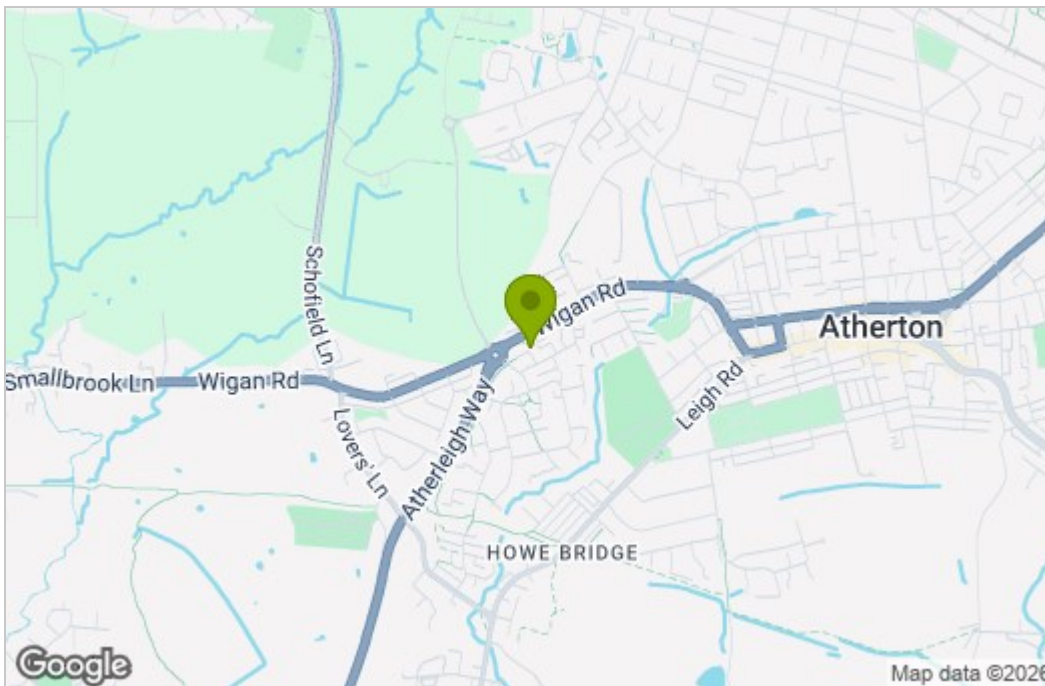 Wigan Rd
Schofield Ln
Atherton
Smallbrook Ln
Wigan Rd
Leigh Rd
Lovers' Ln
Atherleigh Way
HOWE BRIDGE
Google
Map data ©2026